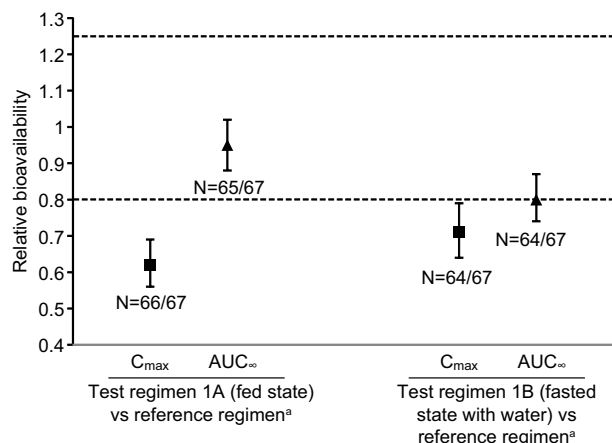 1.3
1.2
1.1
1
0.9
0.8
0.7
0.6
0.5
0.4
Relative bioavailability
N=66/67
N=65/67
N=64/67
N=64/67
Cmax AUC∞ Cmax AUC∞
Test regimen 1A (fed state)
vs reference regimenᵃ
Test regimen 1B (fasted
state with water) vs
reference regimenᵃ